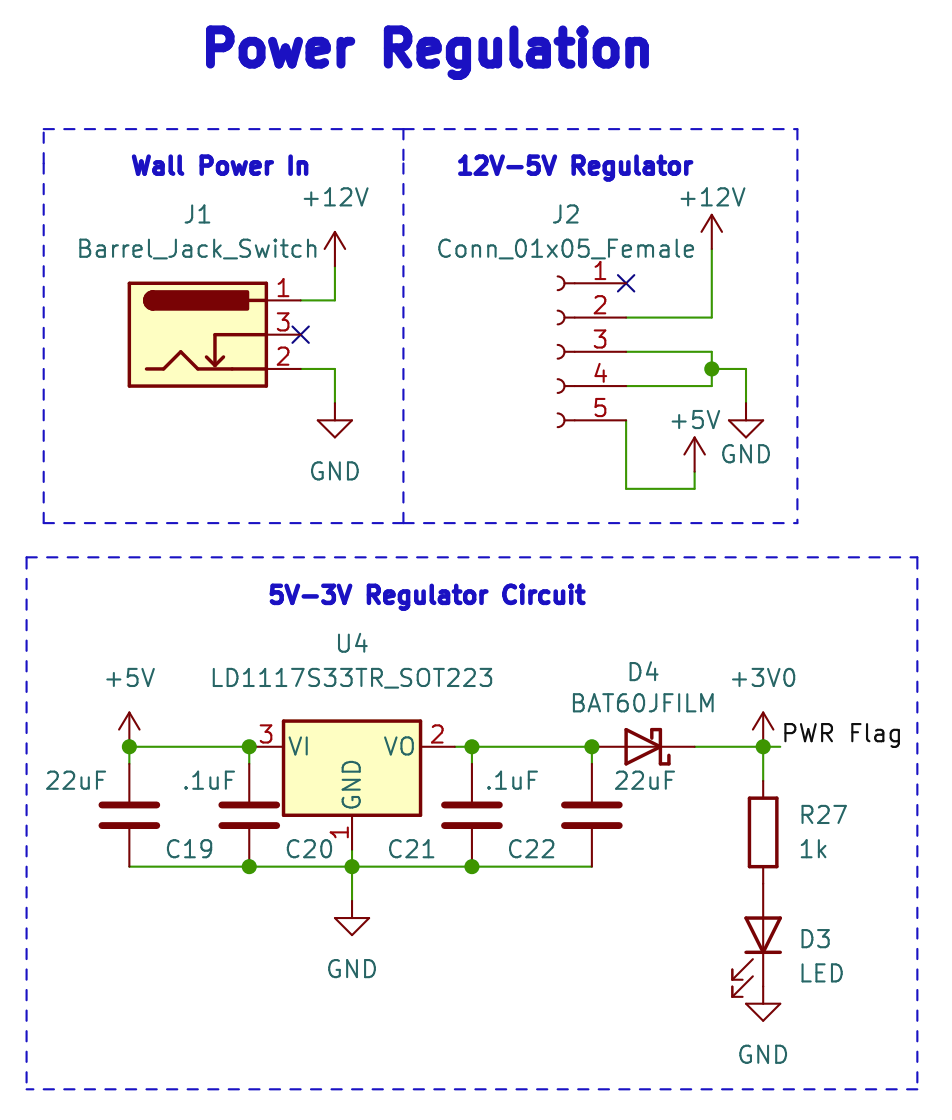 Power Regulation
Wall Power In
12V-5V Regulator
+12V
J1
Barrel_Jack_Switch
1
3
2
GND
+12V
J2
Conn_01x05_Female
1
2
3
4
5
+5V
GND
5V-3V Regulator Circuit
U4
LD1117S33TR_SOT223
+5V
D4
BAT60JFILM
+3V0
PWR Flag
3
VI
VO
2
GND
1
22uF
.1uF
.1uF
22uF
C19
C20
C21
C22
R27
1k
GND
D3
LED
GND